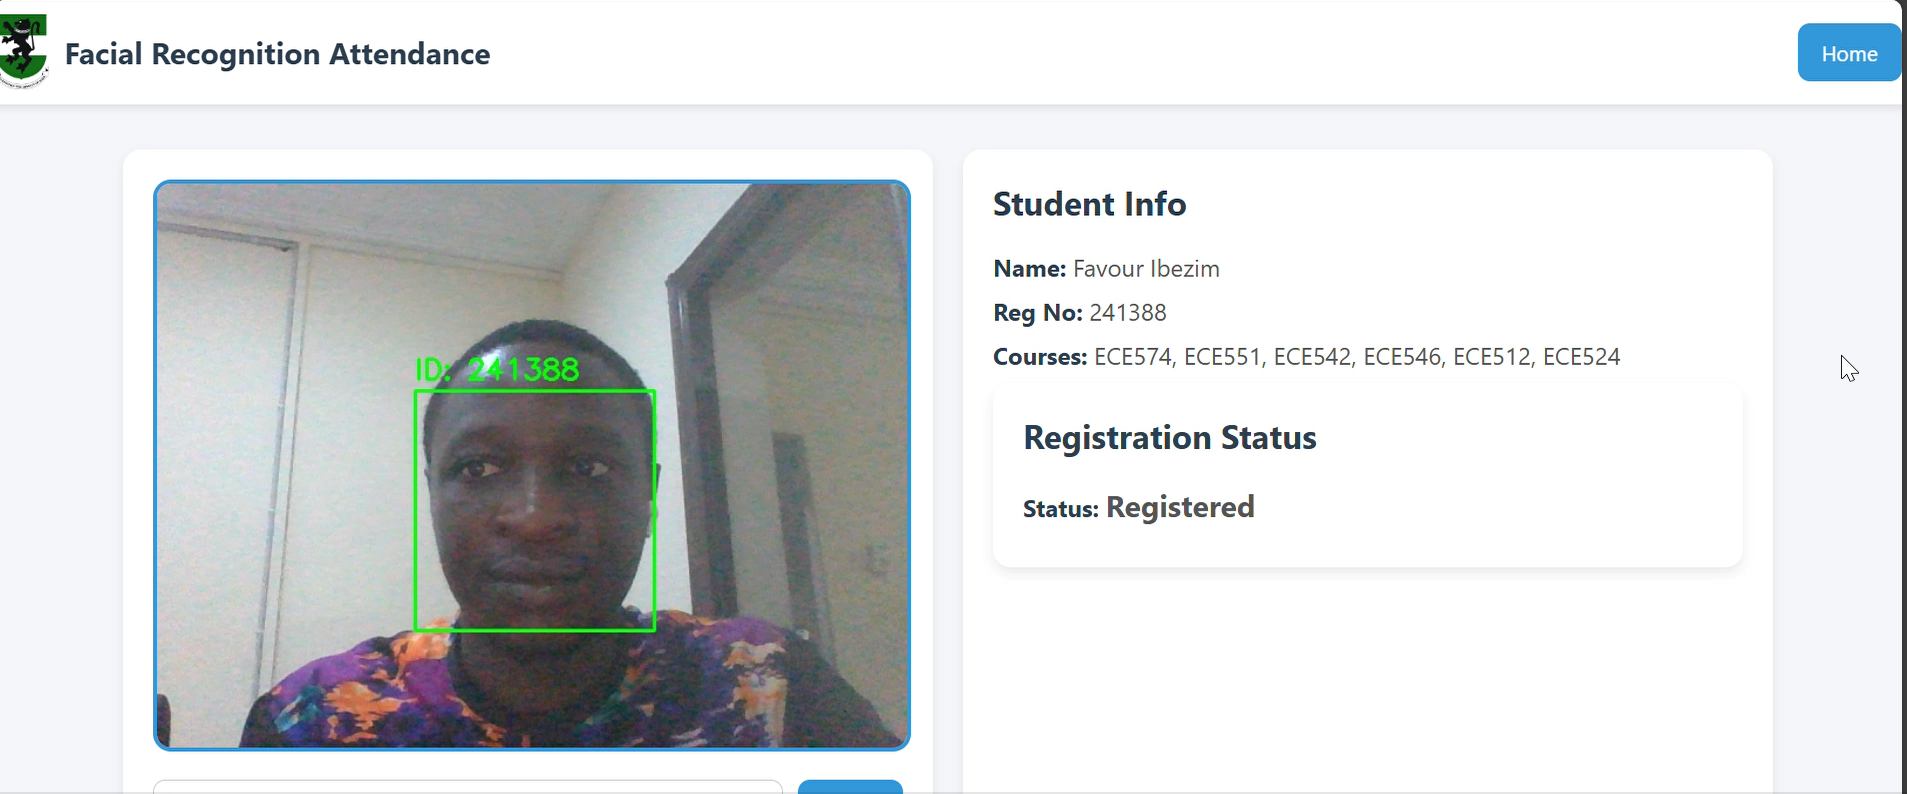 Facial Recognition Attendance
Home
ID: 241388
Student Info
Name: Favour Ibezim
Reg No: 241388
Courses: ECE574, ECE551, ECE542, ECE546, ECE512, ECE524
Registration Status
Status: Registered